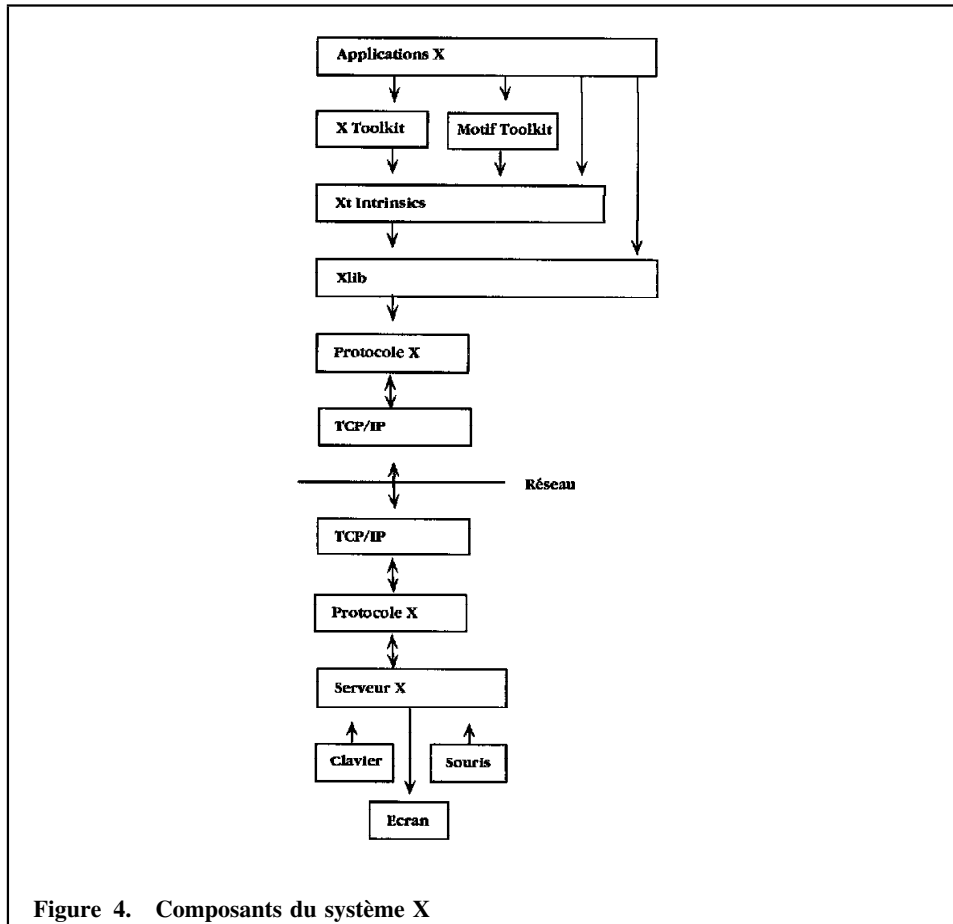 Applications X
X Toolkit
Motif Toolkit
Xt Intrinsics
Xlib
Protocole X
TCP/IP
Réseau
TCP/IP
Protocole X
Serveur X
Clavier
Souris
Ecran
Figure 4. Composants du système X